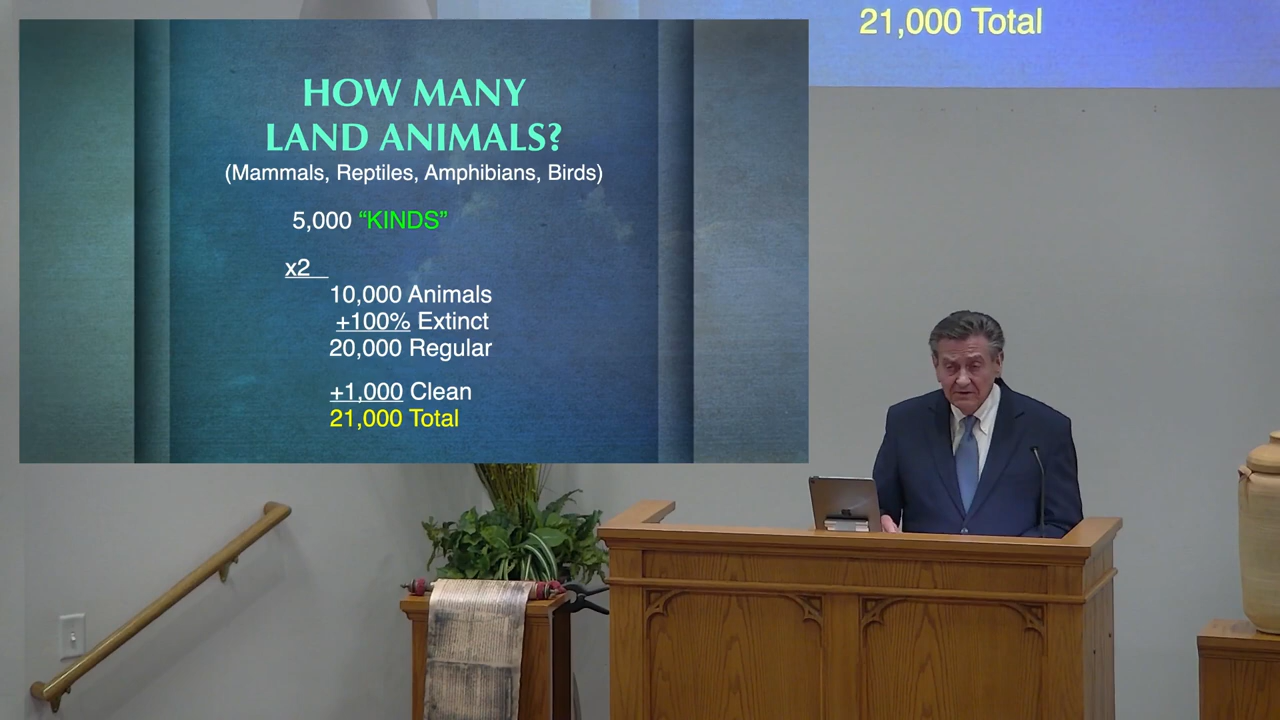 HOW MANY
LAND ANIMALS?
(Mammals, Reptiles, Amphibians, Birds)
5,000 “KINDS”
x2
10,000 Animals
+100% Extinct
20,000 Regular
+1,000 Clean
21,000 Total
21,000 Total